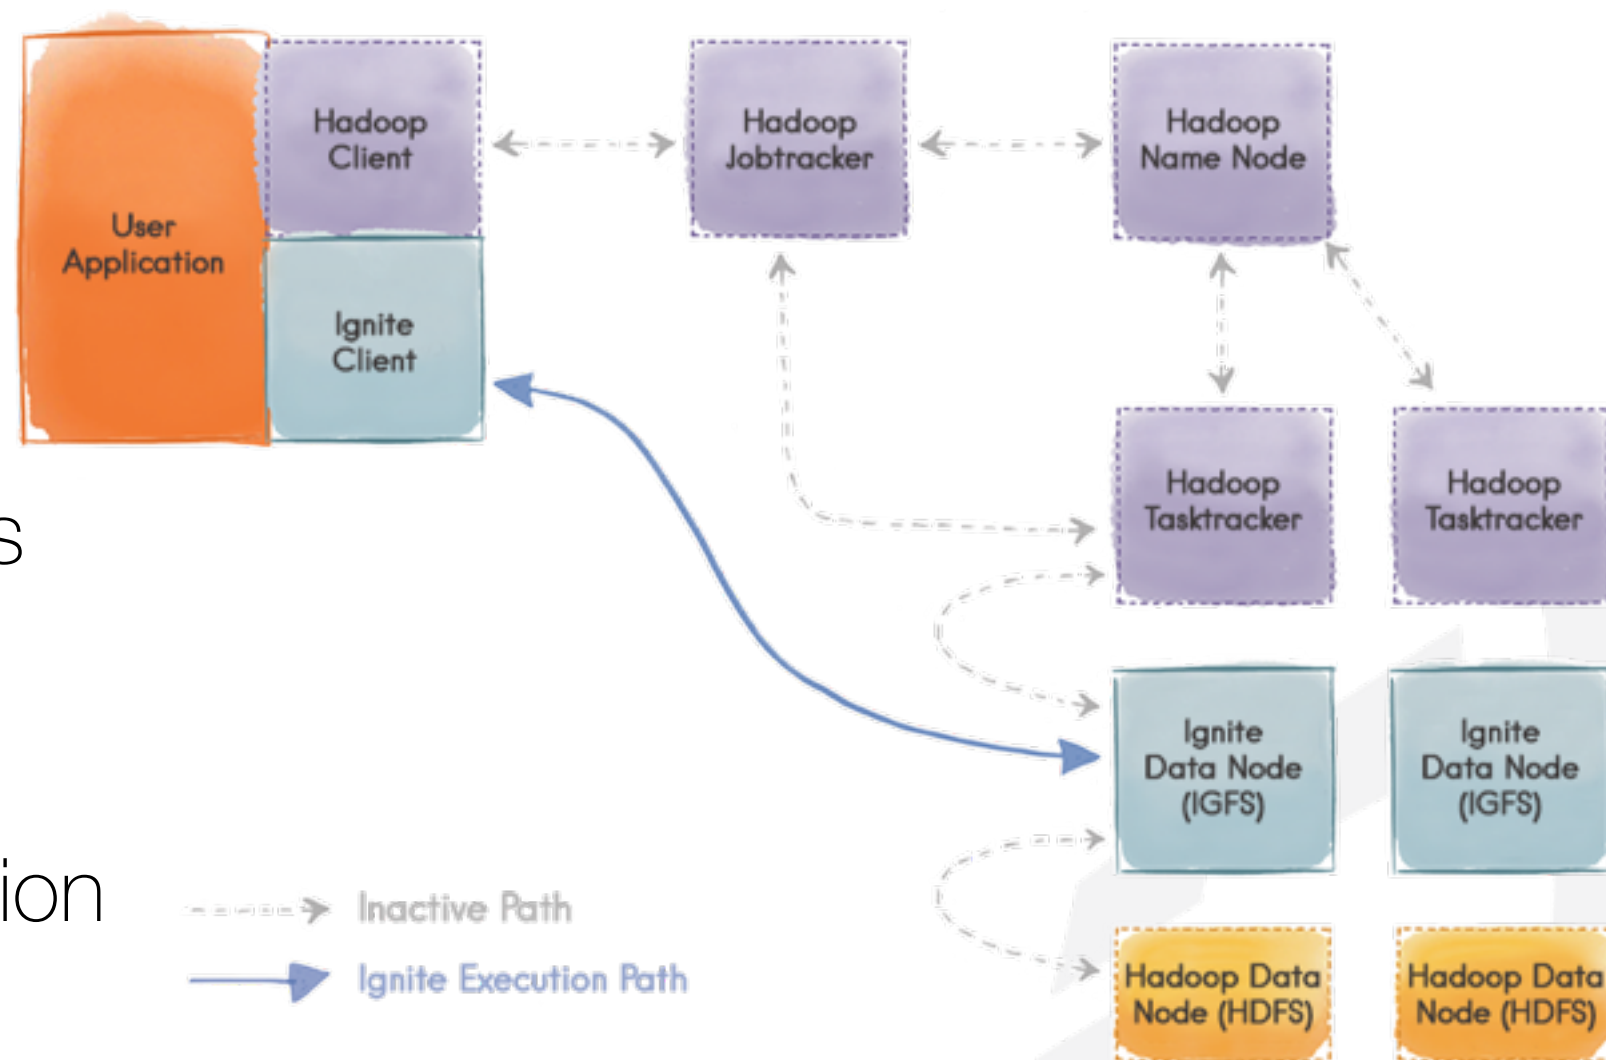 Hadoop
Client
Hadoop
Jobtracker
Hadoop
Name Node
User
Application
Ignite
Client
Hadoop
Tasktracker
Hadoop
Tasktracker
s
Ignite
Data Node
(IGFS)
Ignite
Data Node
(IGFS)
ion
Inactive Path
Ignite Execution Path
Hadoop Data
Node (HDFS)
Hadoop Data
Node (HDFS)